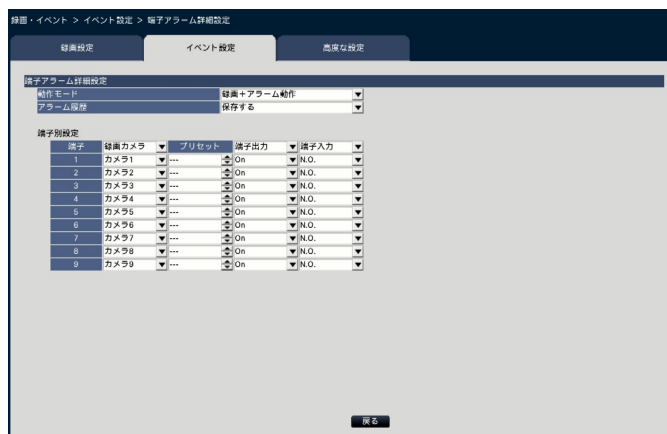 録画・イベント > イベント設定 > 端子アラーム詳細設定
録画設定 イベント設定 高度な設定
端子アラーム詳細設定
動作モード 録画+アラーム動作
アラーム履歴 保存する
端子別設定
端子 録画カメラ プリセット 端子出力 端子入力
1 カメラ1 --- On N.O.
2 カメラ2 --- On N.O.
3 カメラ3 --- On N.O.
4 カメラ4 --- On N.O.
5 カメラ5 --- On N.O.
6 カメラ6 --- On N.O.
7 カメラ7 --- On N.O.
8 カメラ8 --- On N.O.
9 カメラ9 --- On N.O.
戻る